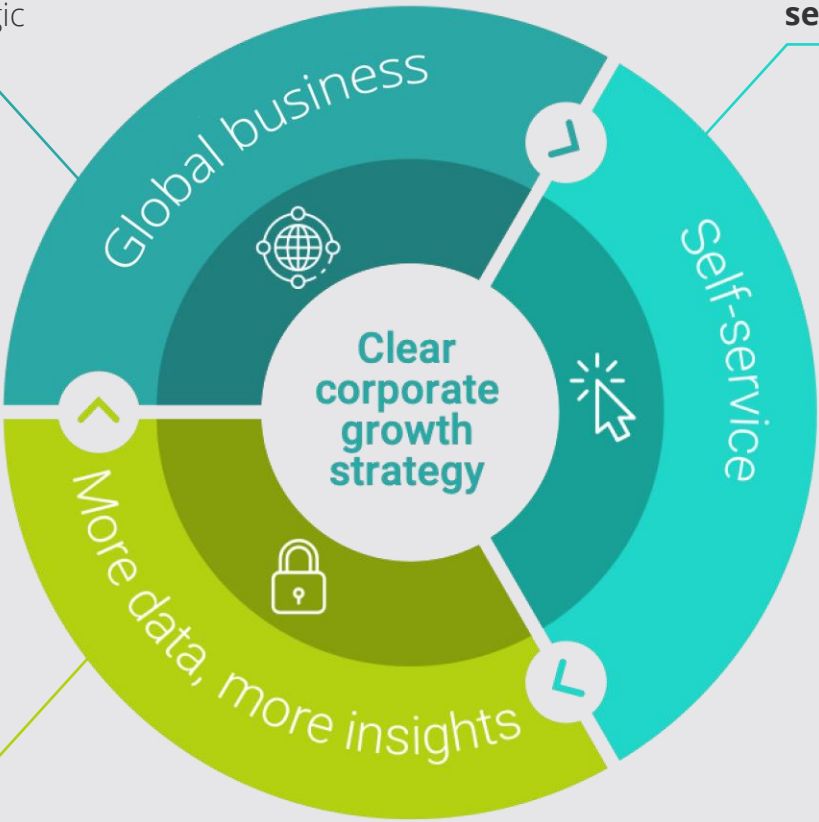 Global business
Self-service
More data, more insights
Clear
corporate
growth
strategy